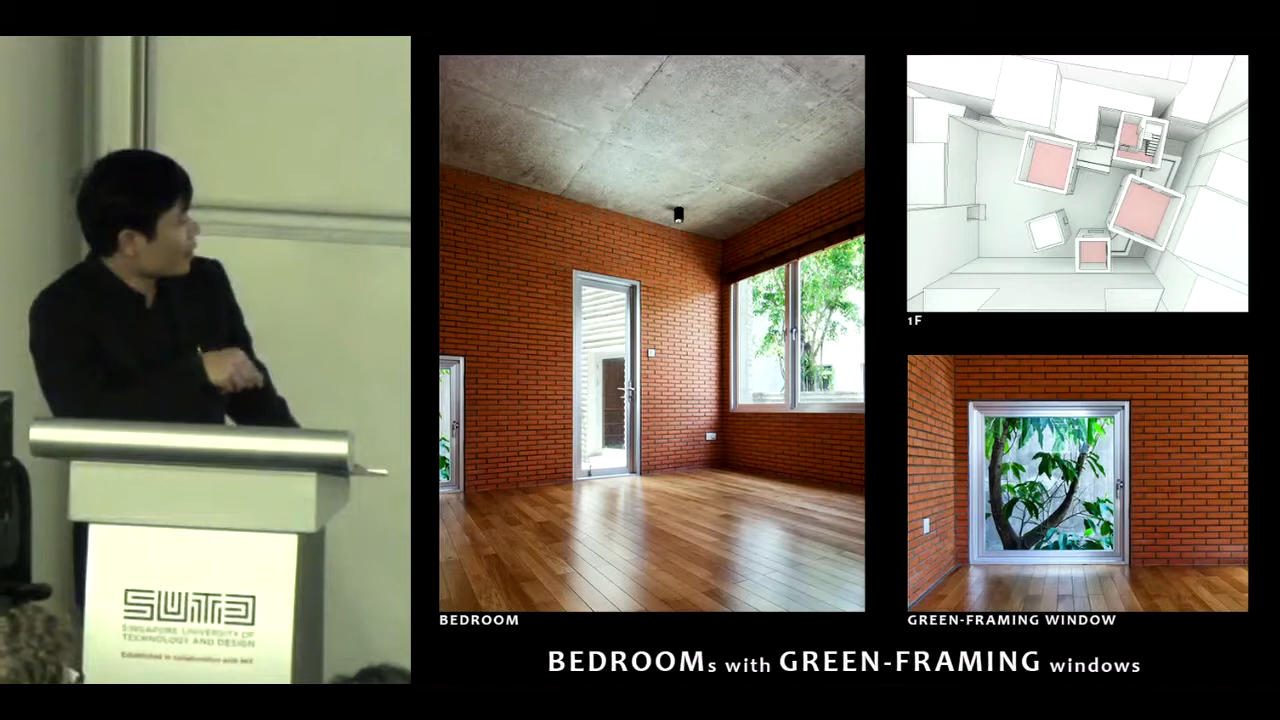 SUTD
SINGAPORE UNIVERSITY OF
TECHNOLOGY AND DESIGN
Established in collaboration with MIT
1F
BEDROOM
GREEN-FRAMING WINDOW
BEDROOMs with GREEN-FRAMING windows